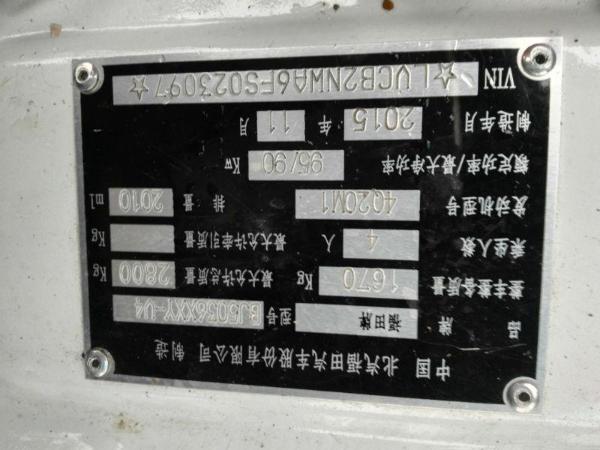 中国 北汽福田汽车股份有限公司 制造
品牌 福田牌 型号 BJ5036XXY-V4
整车整备质量 1670 Kg 最大允许总质量 2800 Kg
乘坐人数 4 人 最大允许牵引质量 Kg
发动机型号 4Q20M1 排量 2010 ml
额定功率/最大净功率 95/90 Kw
制造年月 2015 年 11 月
VIN ☆LVCB2NWA6FS023097☆